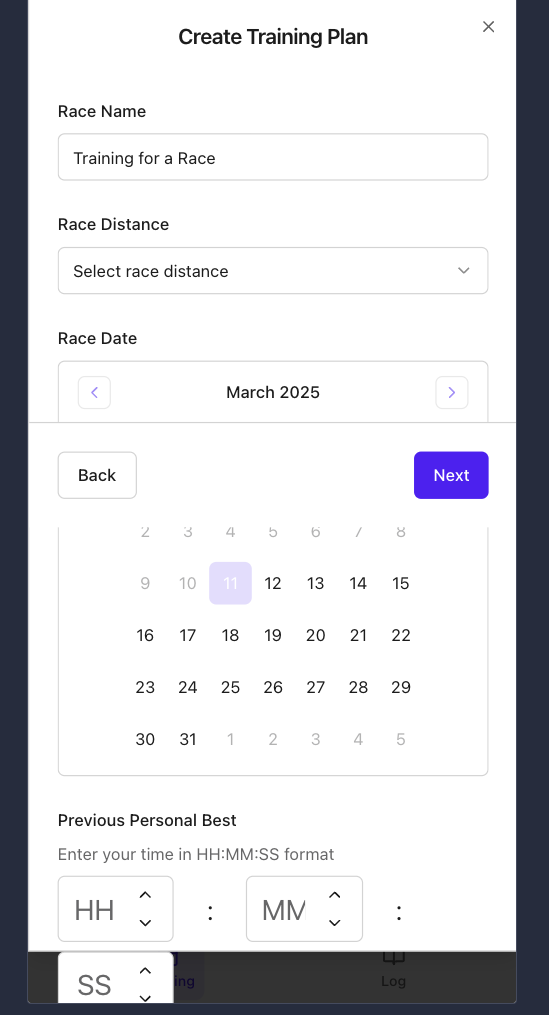 Create Training Plan
Race Name
Training for a Race
Race Distance
Select race distance
Race Date
March 2025
Back Next
2 3 4 5 6 7 8
9 10 11 12 13 14 15
16 17 18 19 20 21 22
23 24 25 26 27 28 29
30 31 1 2 3 4 5
Previous Personal Best
Enter your time in HH:MM:SS format
HH : MM :
SS Log